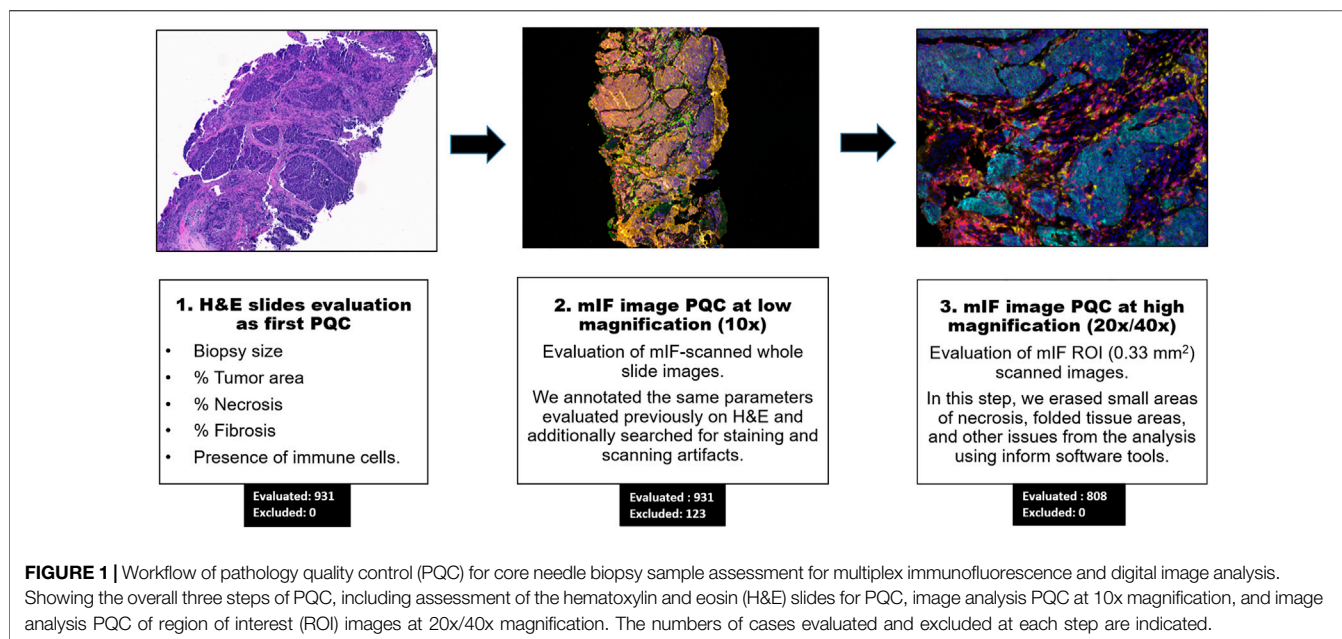 1. H&E slides evaluation
as first PQC
• Biopsy size
• % Tumor area
• % Necrosis
• % Fibrosis
• Presence of immune cells.
Evaluated: 931
Excluded: 0
2. mIF image PQC at low
magnification (10x)
Evaluation of mIF-scanned whole
slide images.
We annotated the same parameters
evaluated previously on H&E and
additionally searched for staining and
scanning artifacts.
Evaluated : 931
Excluded: 123
3. mIF image PQC at high
magnification (20x/40x)
Evaluation of mIF ROI (0.33 mm²)
scanned images.
In this step, we erased small areas
of necrosis, folded tissue areas,
and other issues from the analysis
using inform software tools.
Evaluated : 808
Excluded: 0
FIGURE 1 | Workflow of pathology quality control (PQC) for core needle biopsy sample assessment for multiplex immunofluorescence and digital image analysis.
Showing the overall three steps of PQC, including assessment of the hematoxylin and eosin (H&E) slides for PQC, image analysis PQC at 10x magnification, and image
analysis PQC of region of interest (ROI) images at 20x/40x magnification. The numbers of cases evaluated and excluded at each step are indicated.